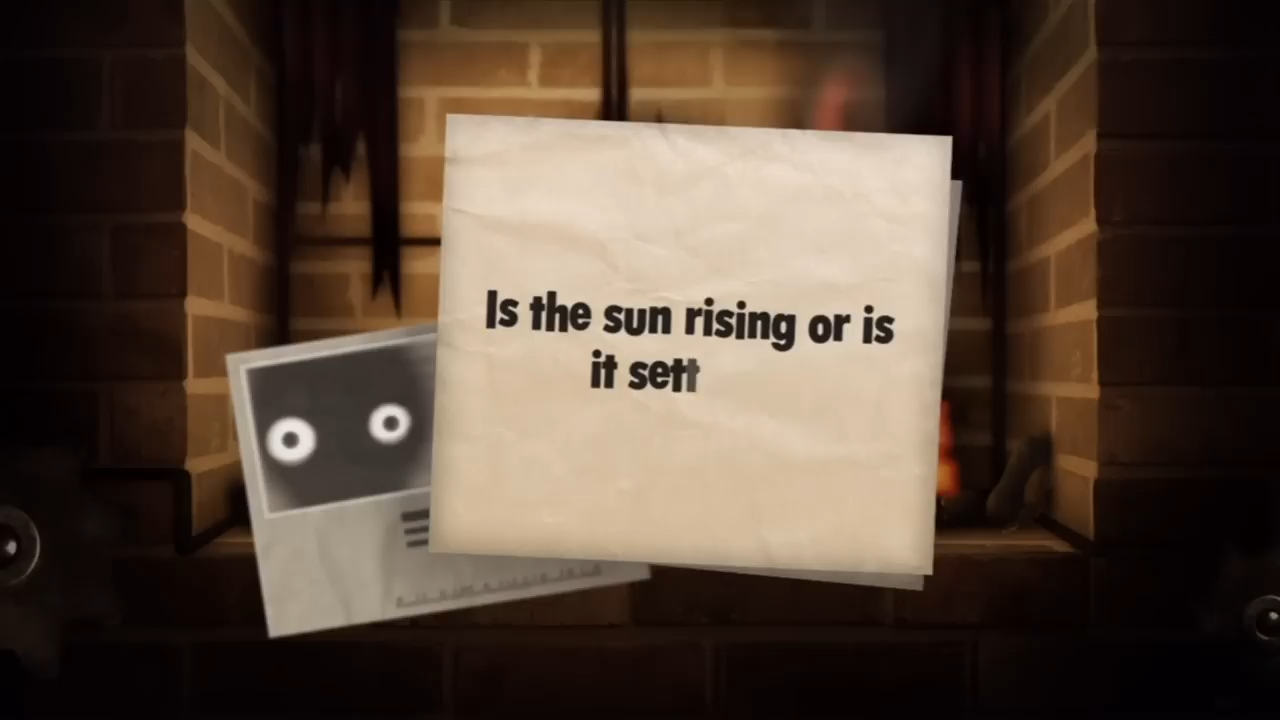 Is the sun rising or is
it sett